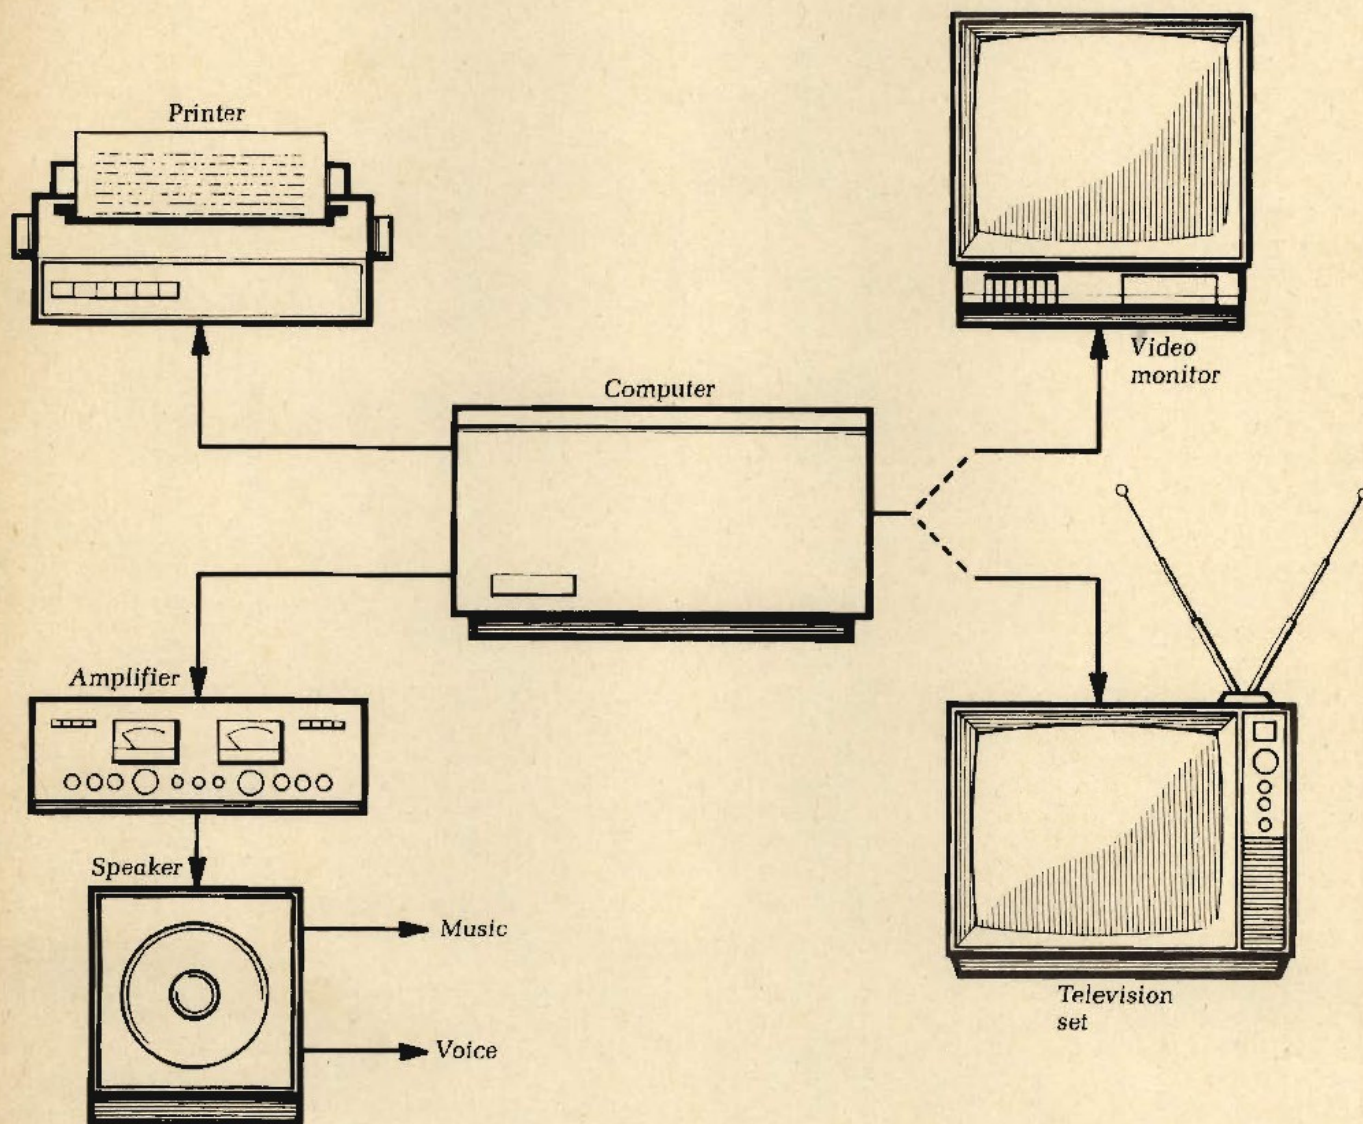 Printer
Computer
Video
monitor
Amplifier
Speaker
Music
Voice
Television
set